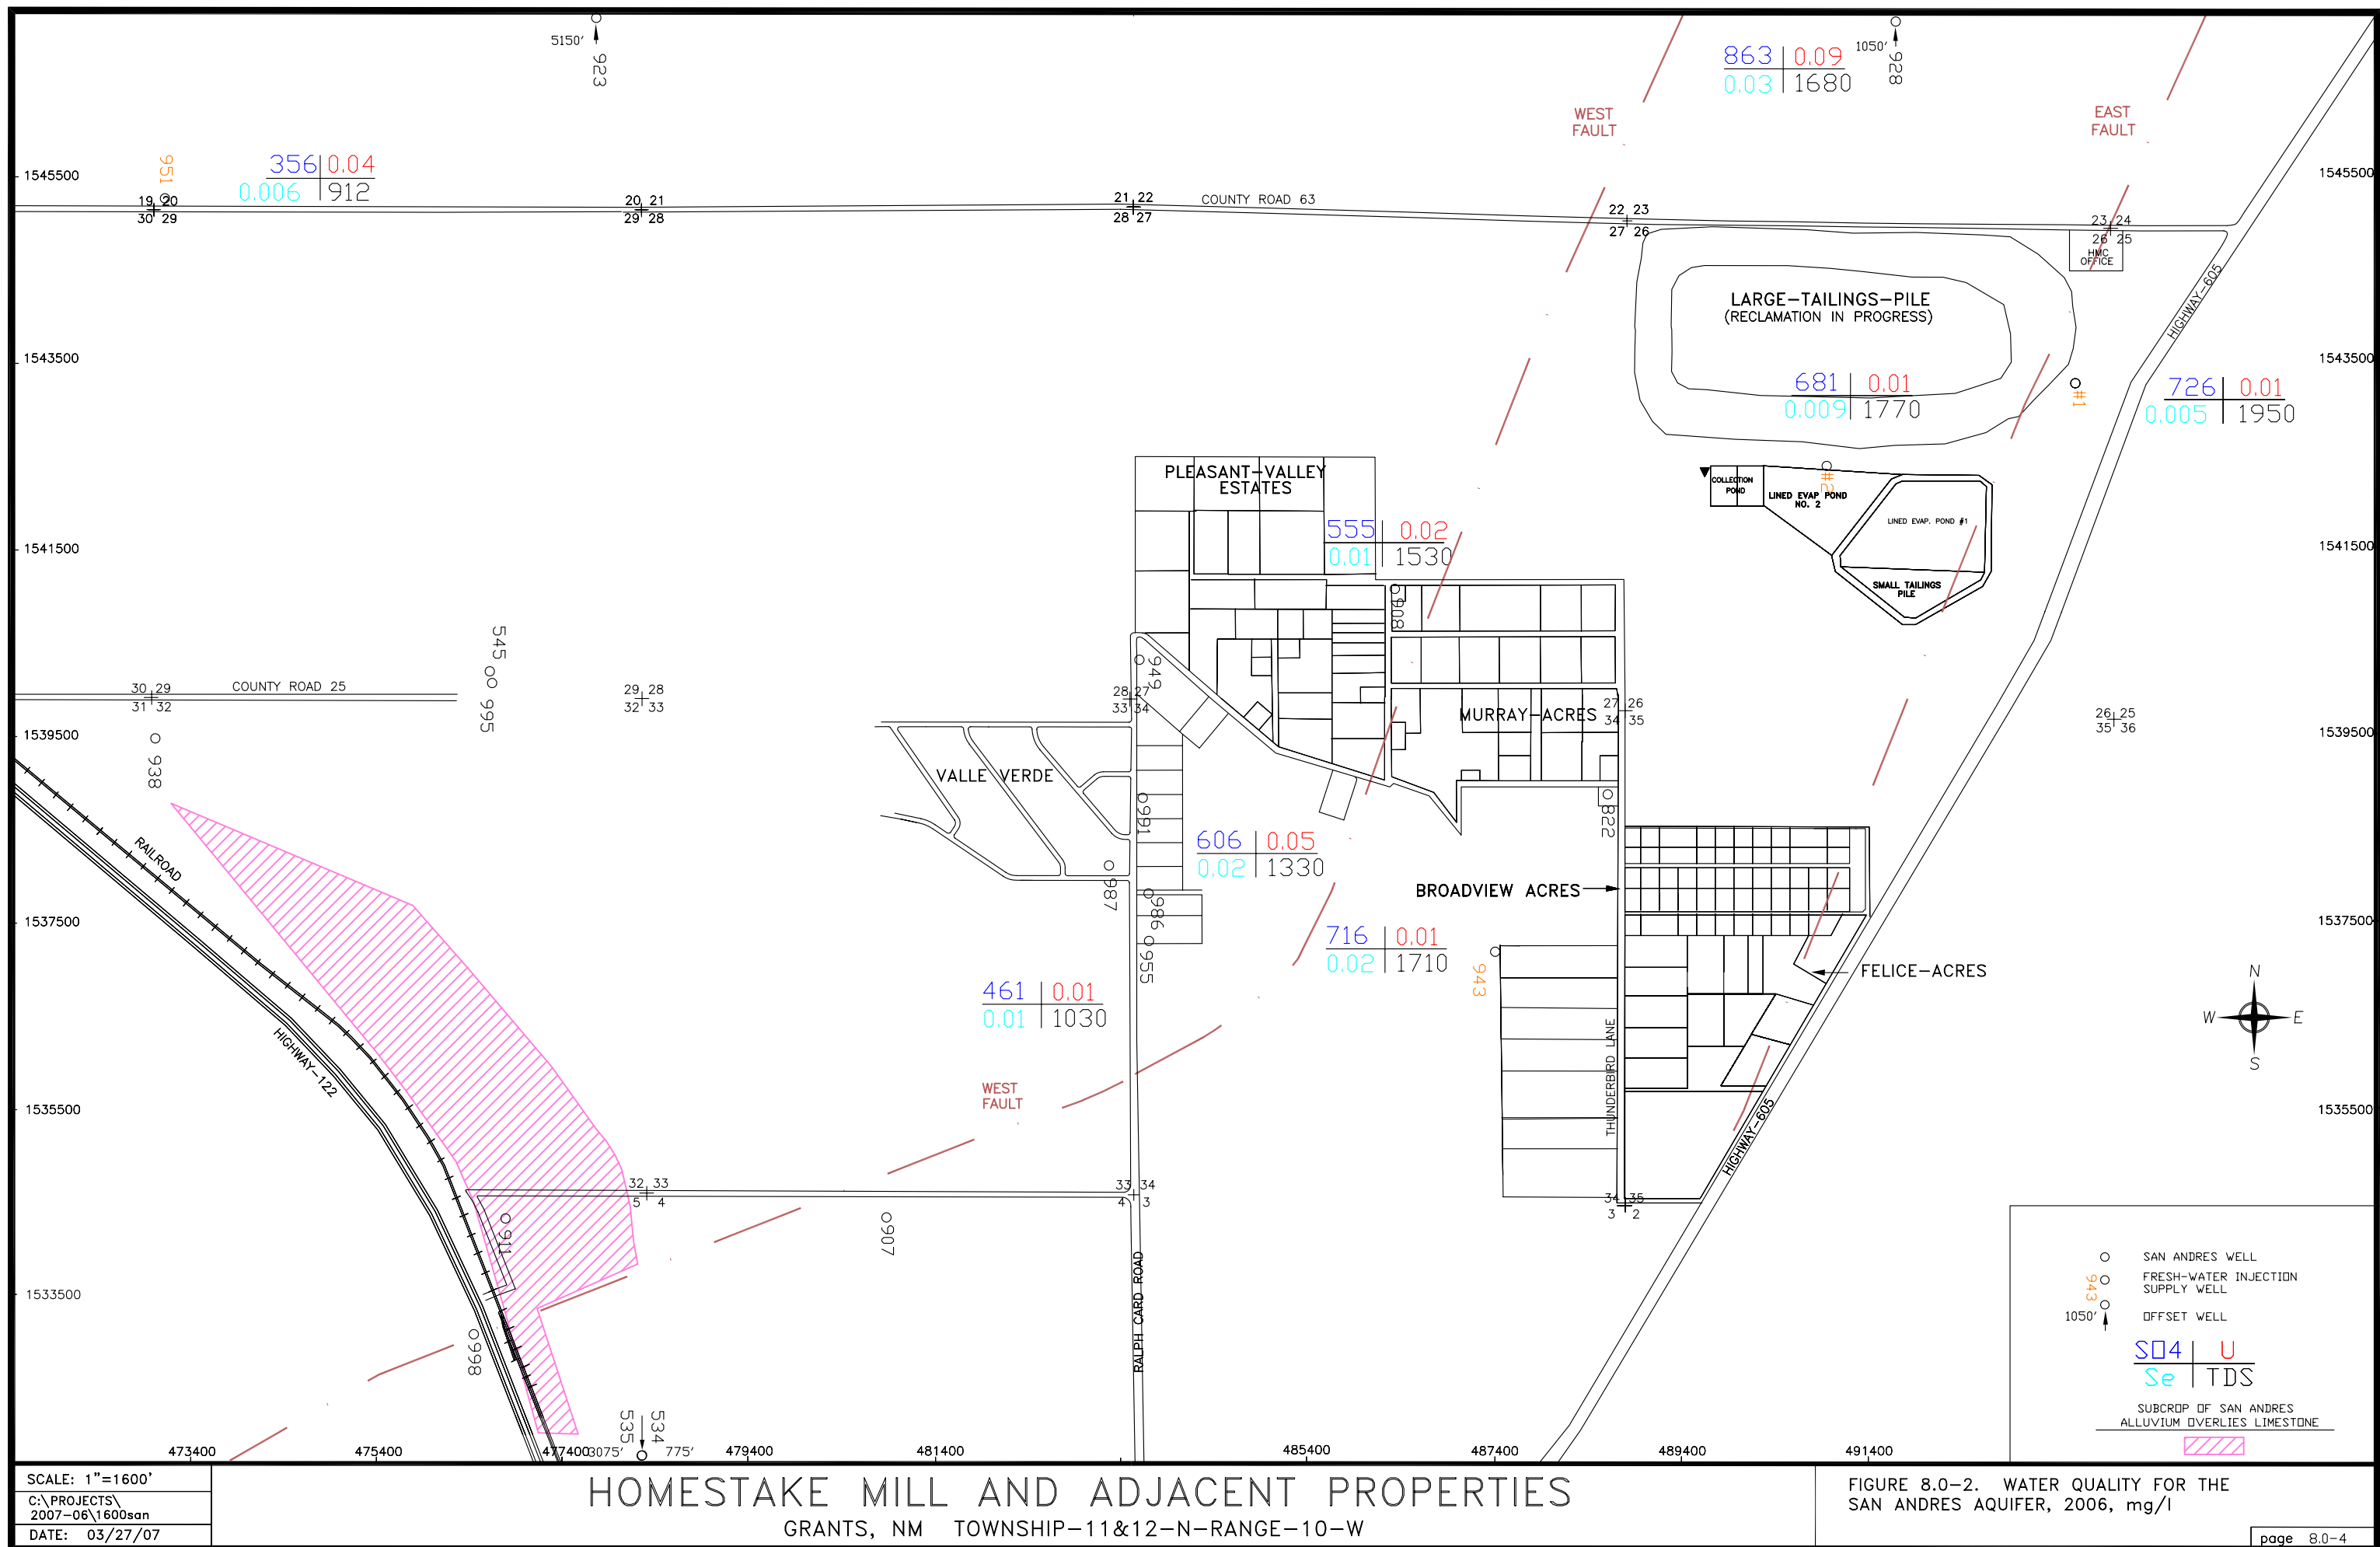 5150'
923
863 0.09
0.03 1680
1050'
928
WEST
FAULT
EAST
FAULT
951
356 0.04
0.006 912
1545500
1545500
19 20
30 29
20 21
29 28
21 22
28 27
COUNTY ROAD 63
22 23
27 26
23 24
26 25
HMC
OFFICE
HIGHWAY-605
LARGE-TAILINGS-PILE
(RECLAMATION IN PROGRESS)
1543500
1543500
681 0.01
0.009 1770
#1
726 0.01
0.005 1950
PLEASANT-VALLEY
ESTATES
COLLECTION
POND
#2
LINED EVAP POND
NO. 2
LINED EVAP. POND #1
SMALL TAILINGS
PILE
555 0.02
0.01 1530
1541500
1541500
908
545
995
949
30 29
31 32
COUNTY ROAD 25
29 28
32 33
28 27
33 34
27 26
34 35
26 25
35 36
MURRAY-ACRES
1539500
1539500
938
VALLE VERDE
991
822
RAILROAD
606 0.05
0.02 1330
987
986
BROADVIEW ACRES
1537500
1537500
716 0.01
0.02 1710
955
943
FELICE-ACRES
461 0.01
0.01 1030
N
W E
S
HIGHWAY-122
THUNDERBIRD LANE
WEST
FAULT
1535500
1535500
HIGHWAY-605
32 33
5 4
33 34
4 3
34 35
3 2
911
907
RALPH CARD ROAD
1533500
998
SAN ANDRES WELL
943
FRESH-WATER INJECTION
SUPPLY WELL
1050'
OFFSET WELL
SO4 U
Se TDS
SUBCROP OF SAN ANDRES
ALLUVIUM OVERLIES LIMESTONE
535
534
3075' 775'
473400 475400 477400 479400 481400 485400 487400 489400 491400
SCALE: 1"=1600'
C:\PROJECTS\
2007-06\1600san
DATE: 03/27/07
HOMESTAKE MILL AND ADJACENT PROPERTIES
GRANTS, NM TOWNSHIP-11&12-N-RANGE-10-W
FIGURE 8.0-2. WATER QUALITY FOR THE
SAN ANDRES AQUIFER, 2006, mg/l
page 8.0-4